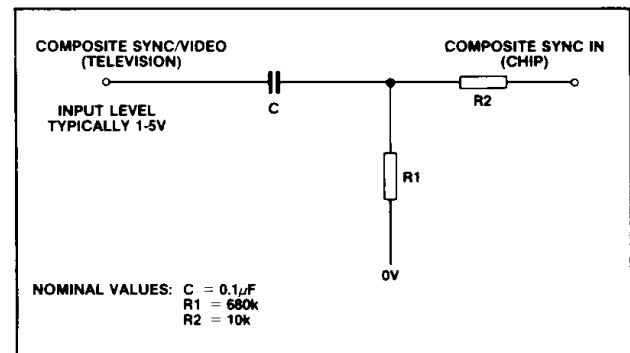 COMPOSITE SYNC/VIDEO
(TELEVISION)
COMPOSITE SYNC IN
(CHIP)
C
R2
INPUT LEVEL
TYPICALLY 1-5V
R1
0V
NOMINAL VALUES: C = 0.1μF
R1 = 680k
R2 = 10k